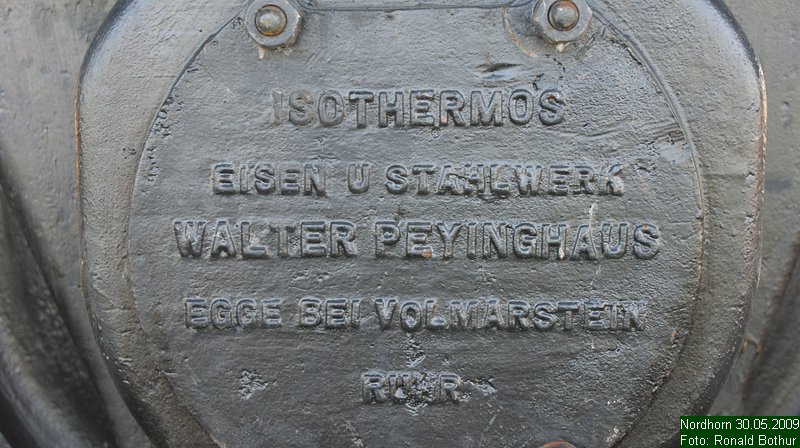 ISOTHERMOS
EISEN U STAHLWERK
WALTER PEYINGHAUS
EGGE BEI VOLMARSTEIN
RUHR
Nordhorn 30.05.2009
Foto: Ronald Bothur